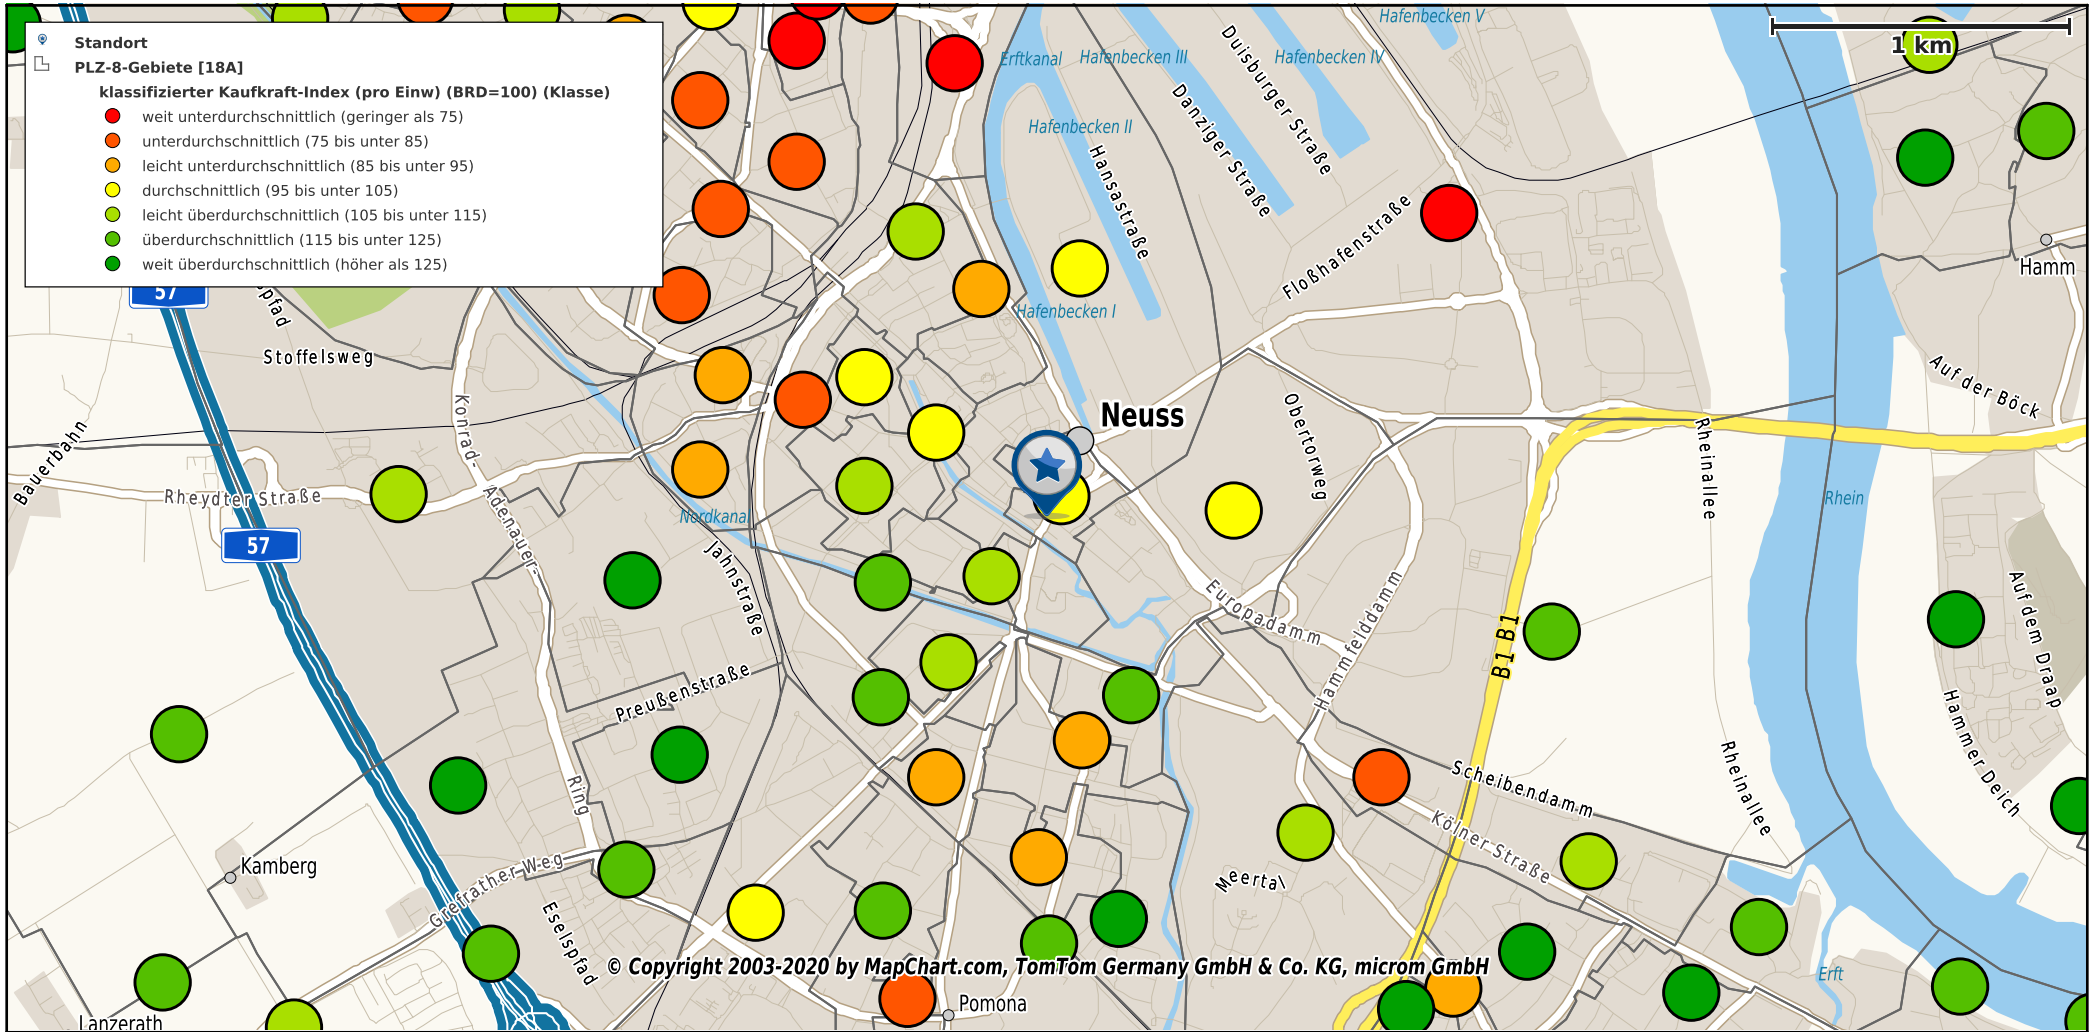 Standort
PLZ-8-Gebiete [18A]
klassifizierter Kaufkraft-Index (pro Einw) (BRD=100) (Klasse)
weit unterdurchschnittlich (geringer als 75)
unterdurchschnittlich (75 bis unter 85)
leicht unterdurchschnittlich (85 bis unter 95)
durchschnittlich (95 bis unter 105)
leicht überdurchschnittlich (105 bis unter 115)
überdurchschnittlich (115 bis unter 125)
weit überdurchschnittlich (höher als 125)
1 km
Hafenbecken V
Erftkanal
Hafenbecken III
Hafenbecken IV
Duisburger Straße
Danziger Straße
Hafenbecken II
Hansastraße
Floßhafenstraße
Hamm
57
pfad
Hafenbecken I
Stoffelsweg
Auf der Böck
Neuss
Konrad-
Adenauer-
Ring
Obertorweg
Rheinallee
Bauerbahn
Rheydter Straße
Rhein
Nordkanal
57
Jahnstraße
Europadamm
Hammfelddamm
B1 B1
Auf dem Draap
Preußenstraße
Hammer Deich
Rheinallee
Scheibendamm
Kölner Straße
Kamberg
Grefrather Weg
Meertal
Eselspfad
© Copyright 2003-2020 by MapChart.com, TomTom Germany GmbH & Co. KG, microm GmbH
Erft
Pomona
Lanzerath